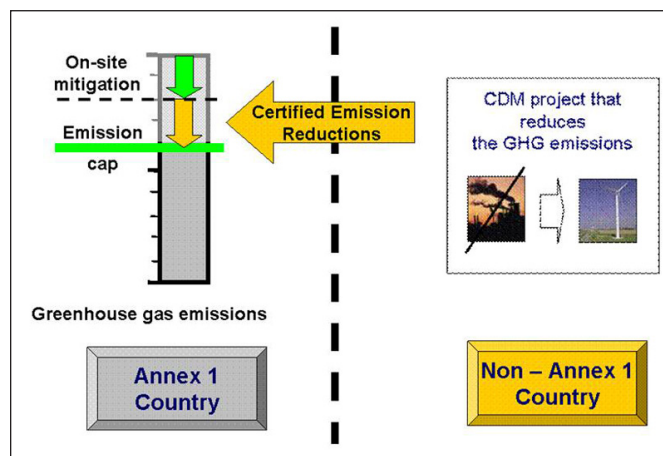 On-site
mitigation
Emission
cap
Greenhouse gas emissions
Annex 1
Country
Certified Emission
Reductions
CDM project that
reduces
the GHG emissions
Non – Annex 1
Country